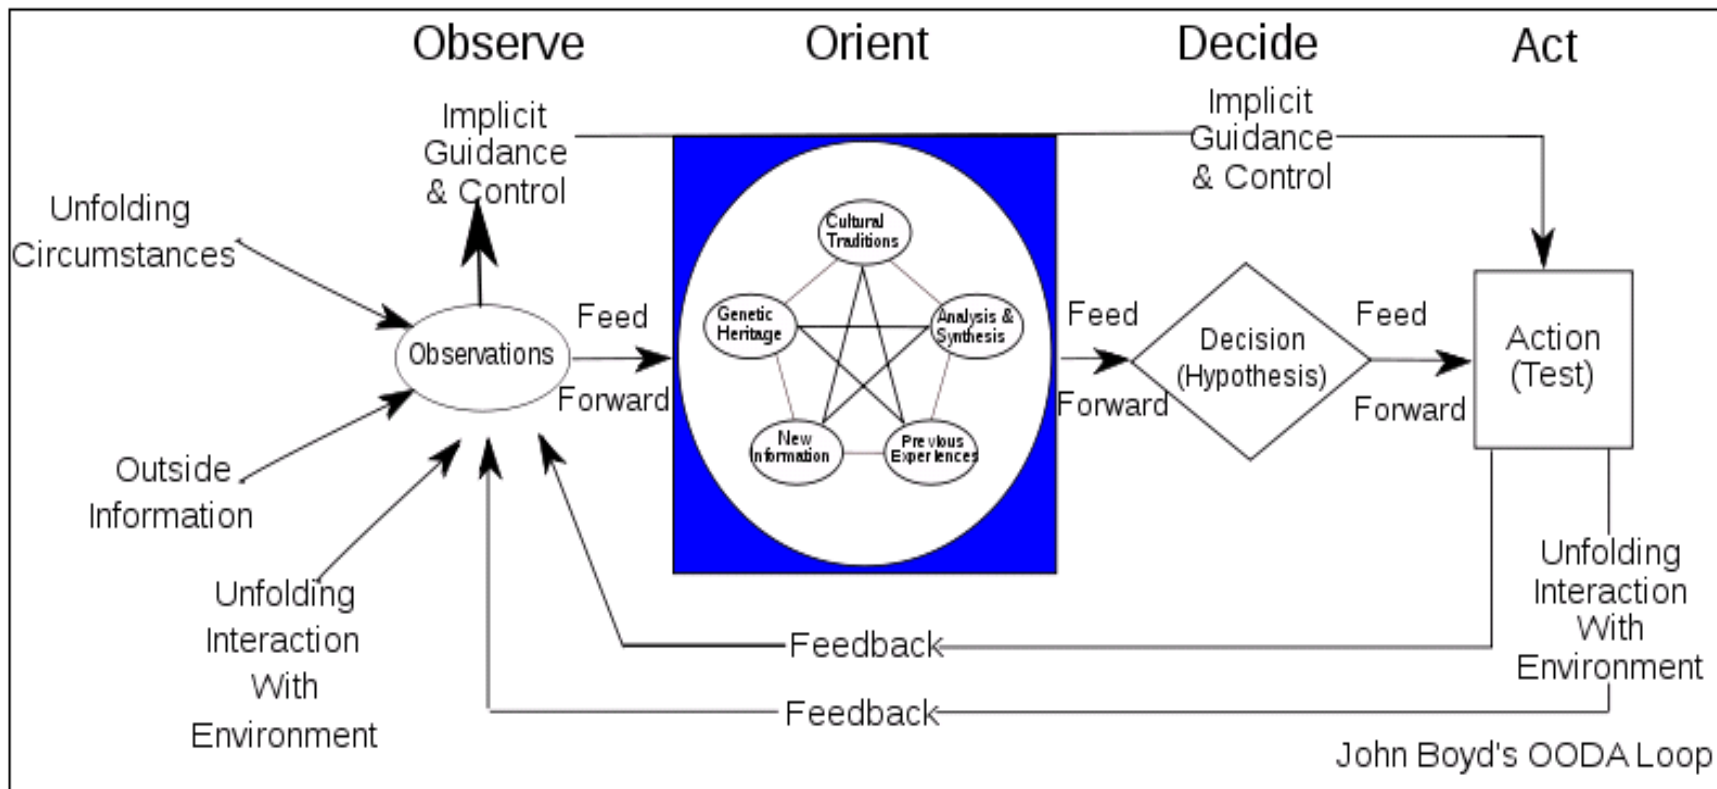 Observe
Orient
Decide
Act
Implicit
Guidance
& Control
Implicit
Guidance
& Control
Unfolding
Circumstances
Observations
Outside
Information
Unfolding
Interaction
With
Environment
Feed
Forward
Cultural
Traditions
Genetic
Heritage
Analysis &
Synthesis
New
Information
Previous
Experiences
Feed
Forward
Decision
(Hypothesis)
Feed
Forward
Action
(Test)
Unfolding
Interaction
With
Environment
Feedback
Feedback
John Boyd's OODA Loop